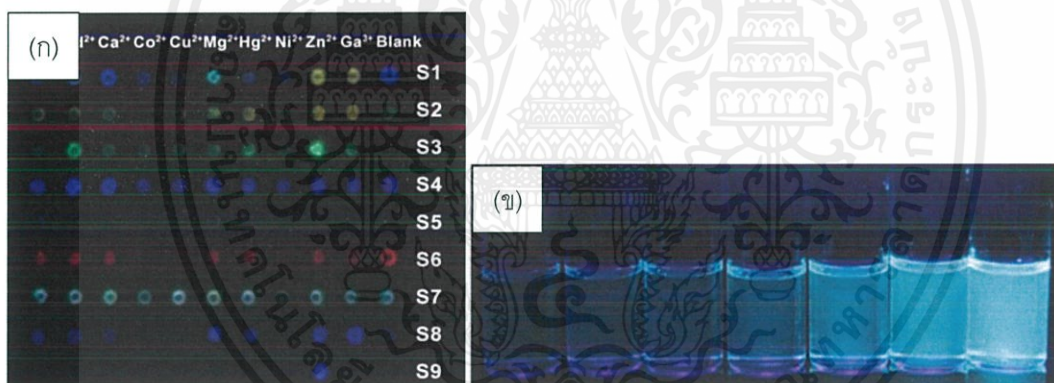 (ก)
l²⁺ Ca²⁺ Co²⁺ Cu²⁺ Mg²⁺ Hg²⁺ Ni²⁺ Zn²⁺ Ga³⁺ Blank
S1
S2
S3
S4
S5
S6
S7
S8
S9
(ข)